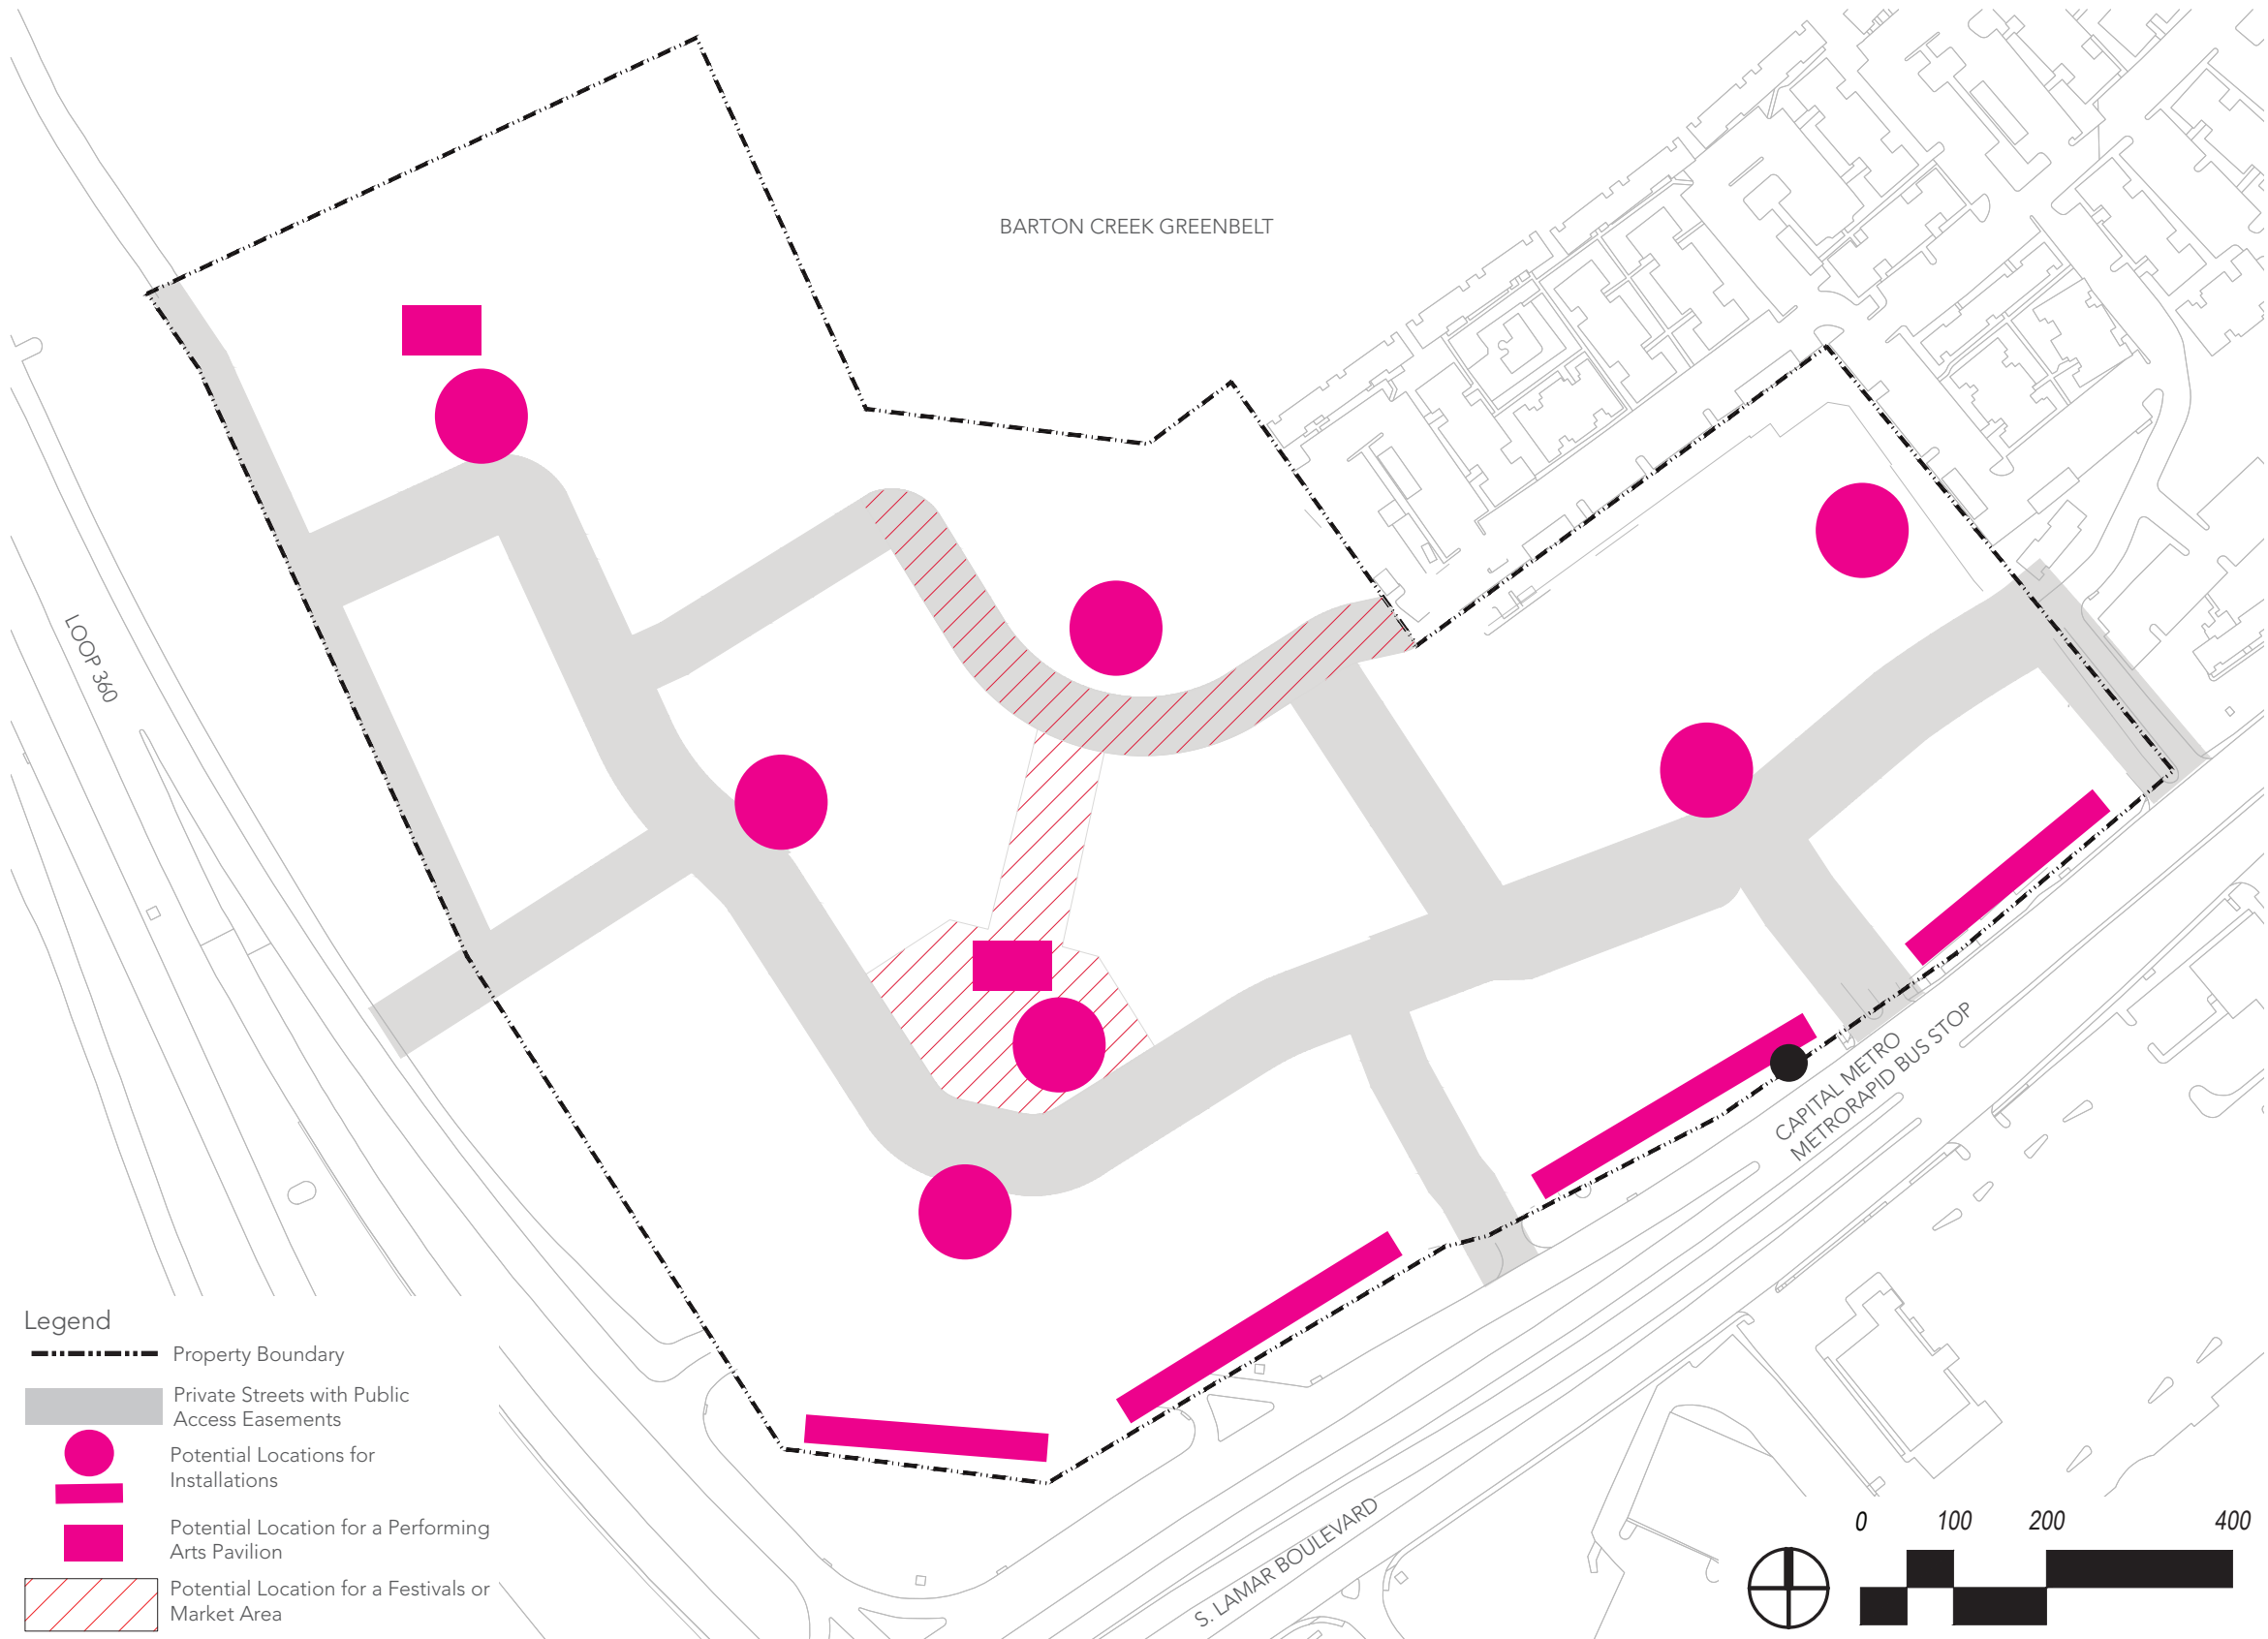 BARTON CREEK GREENBELT
LOOP 360
CAPITAL METRO
METRORAPID BUS STOP
S. LAMAR BOULEVARD
Legend
Property Boundary
Private Streets with Public
Access Easements
Potential Locations for
Installations
Potential Location for a Performing
Arts Pavilion
Potential Location for a Festivals or
Market Area
0 100 200 400